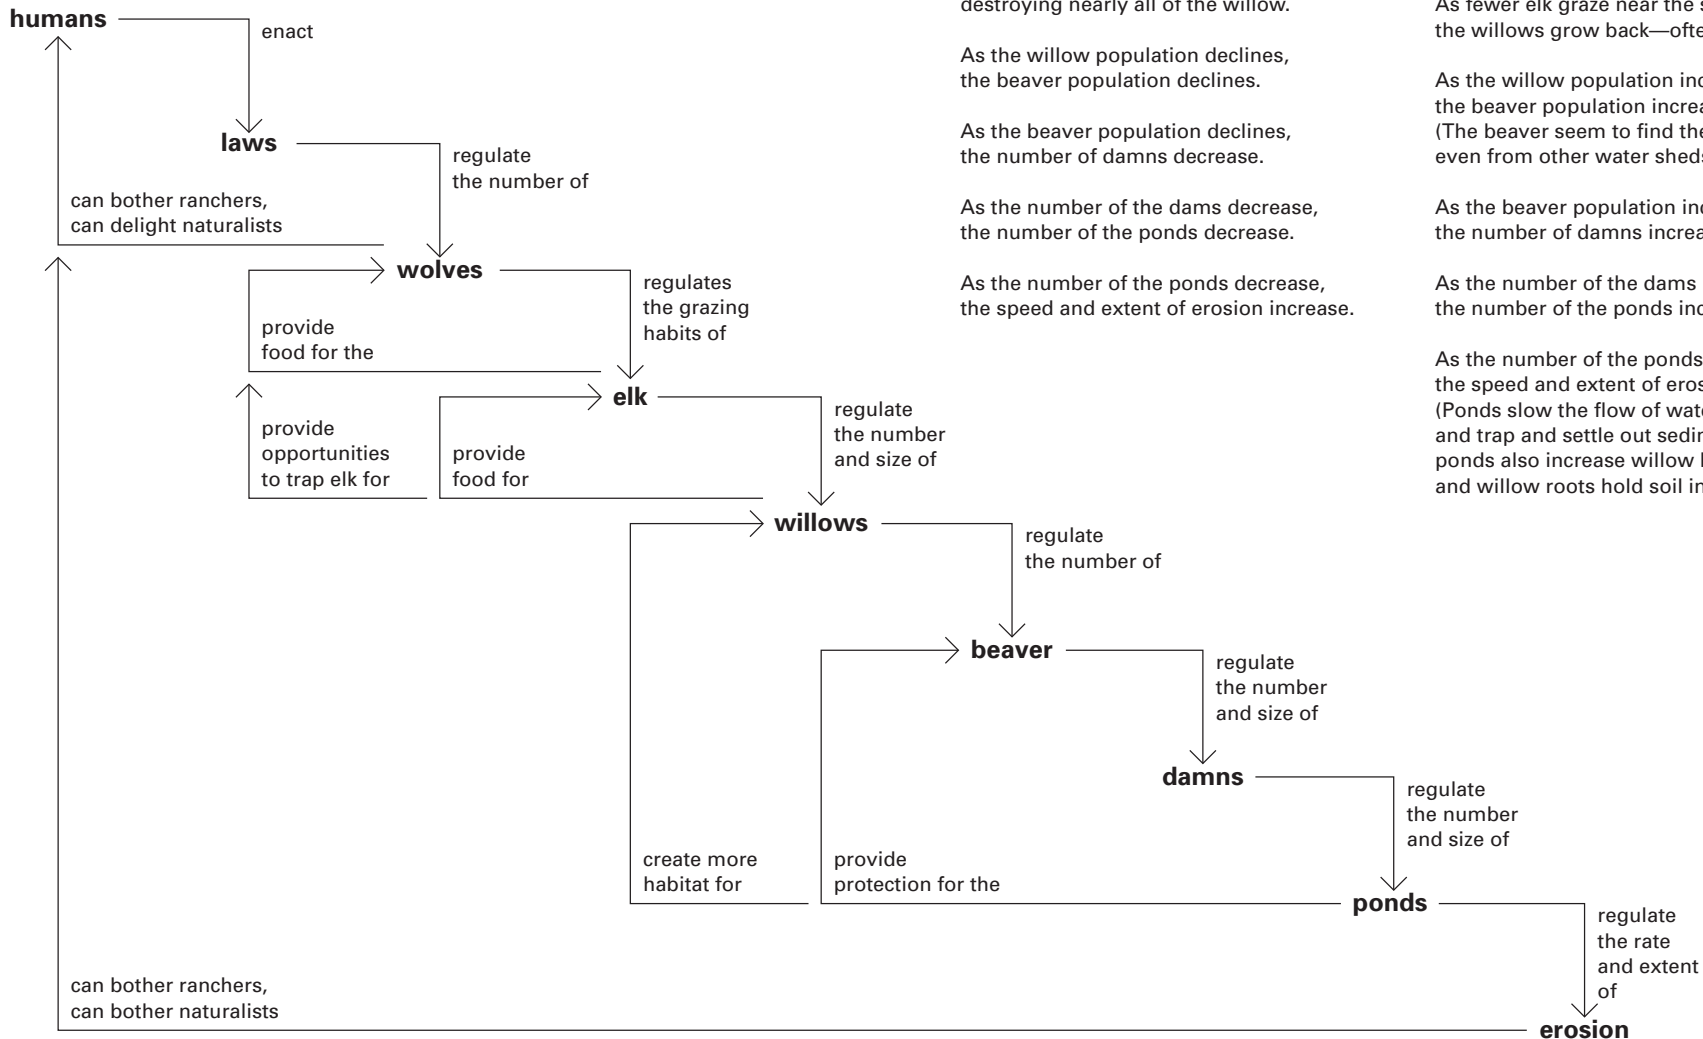 humans
enact
laws
regulate
the number of
can bother ranchers,
can delight naturalists
wolves
regulates
the grazing
habits of
provide
food for the
elk
regulate
the number
and size of
provide
opportunities
to trap elk for
provide
food for
willows
regulate
the number of
beaver
regulate
the number
and size of
damns
regulate
the number
and size of
create more
habitat for
provide
protection for the
ponds
regulate
the rate
and extent
of
can bother ranchers,
can bother naturalists
erosion
destroying nearly all of the willow.
As the willow population declines,
the beaver population declines.
As the beaver population declines,
the number of damns decrease.
As the number of the dams decrease,
the number of the ponds decrease.
As the number of the ponds decrease,
the speed and extent of erosion increase.
As fewer elk graze near the
the willows grow back—ofte
As the willow population inc
the beaver population increa
(The beaver seem to find the
even from other water sheds
As the beaver population inc
the number of damns increa
As the number of the dams
the number of the ponds inc
As the number of the ponds
the speed and extent of eros
(Ponds slow the flow of wate
and trap and settle out sedin
ponds also increase willow
and willow roots hold soil in